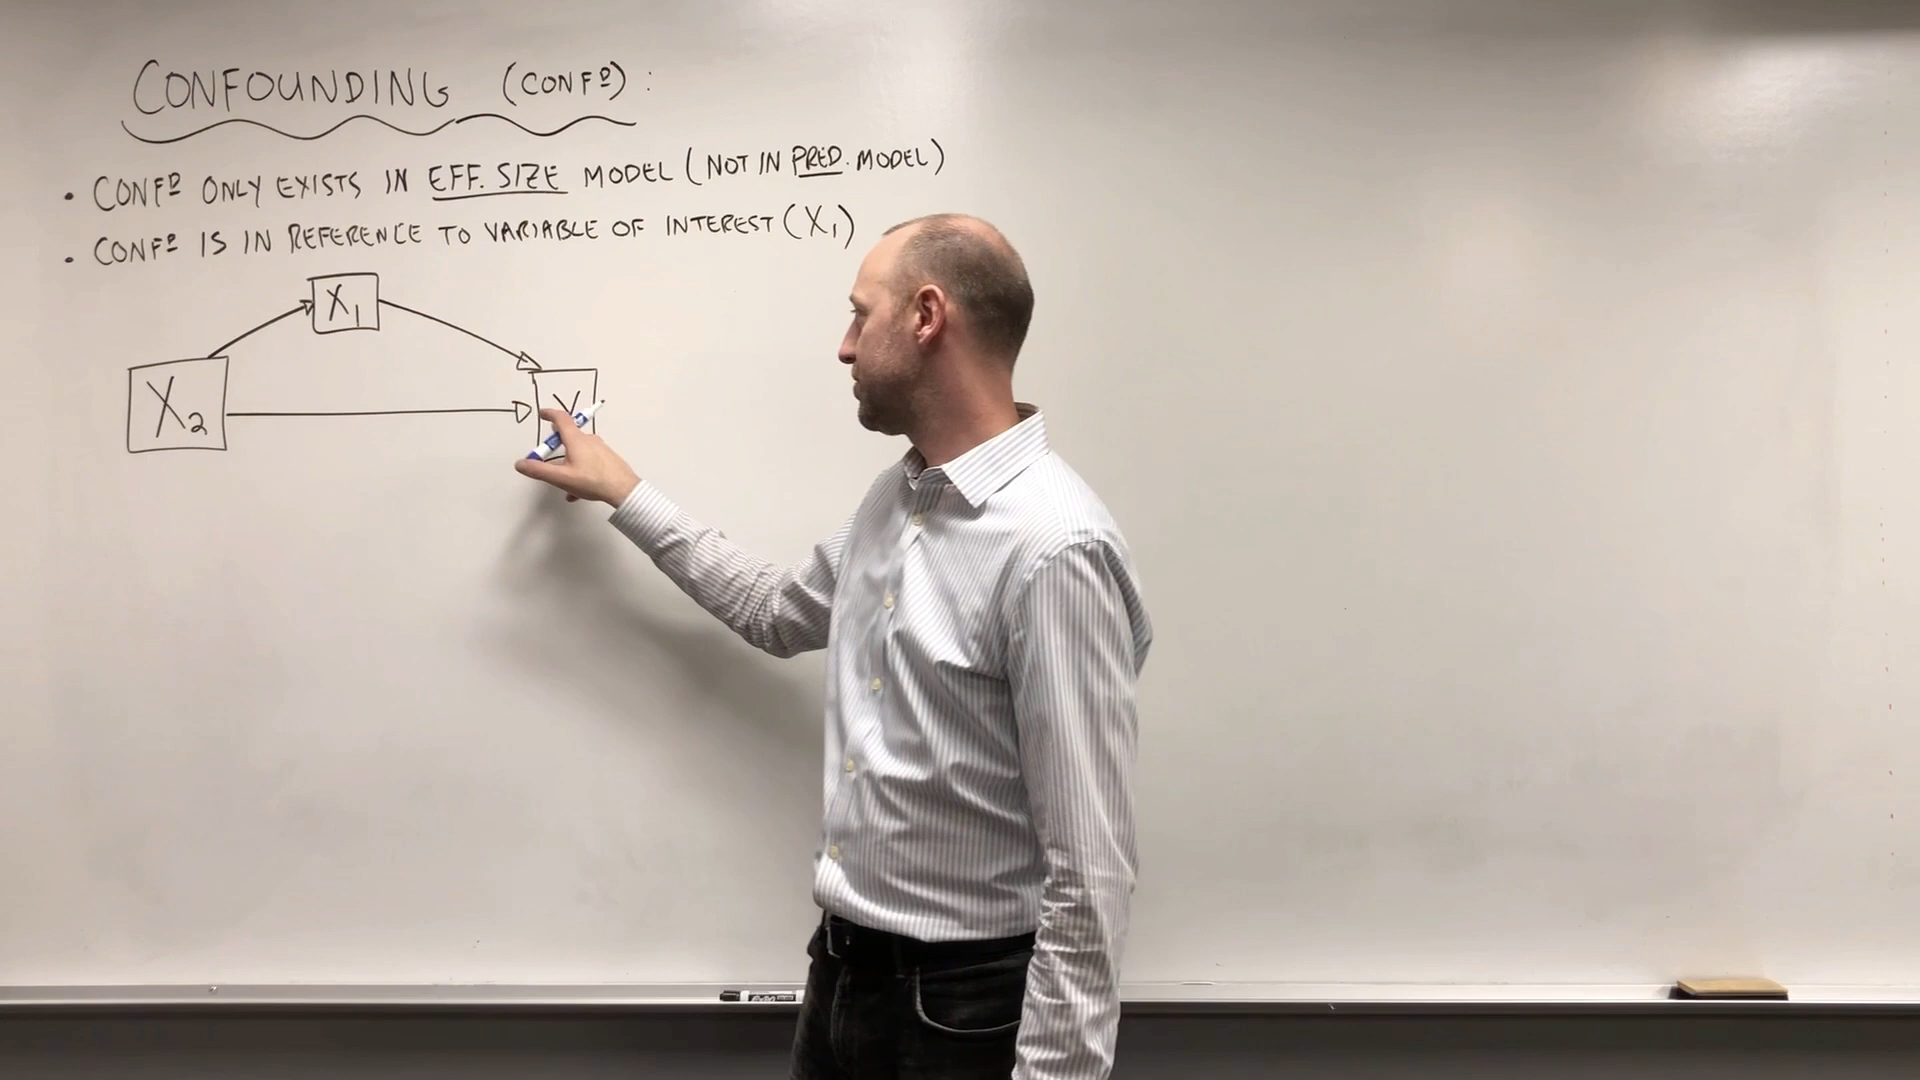 CONFOUNDING (CONFD):
• CONFD ONLY EXISTS IN EFF. SIZE MODEL (NOT IN PRED. MODEL)
• CONFD IS IN REFERENCE TO VARIABLE OF INTEREST (X1)
X1
X2
Y